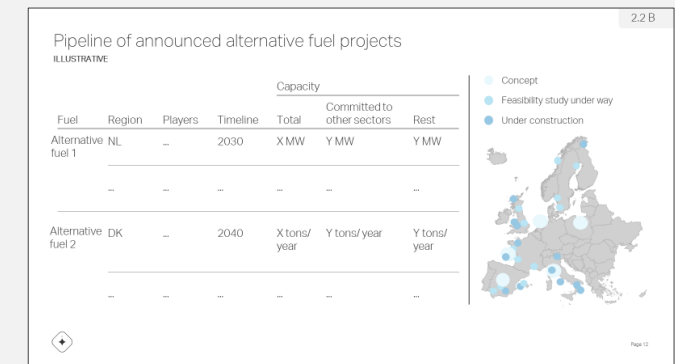 2.2 B
Pipeline of announced alternative fuel projects
ILLUSTRATIVE
Capacity
Fuel Region Players Timeline Total Committed to other sectors Rest
Alternative fuel 1 NL ... 2030 X MW Y MW Y MW
... ... ... ... ... ...
Alternative fuel 2 DK ... 2040 X tons/ year Y tons/ year Y tons/ year
... ... ... ... ... ...
Concept
Feasibility study under way
Under construction
Page 12